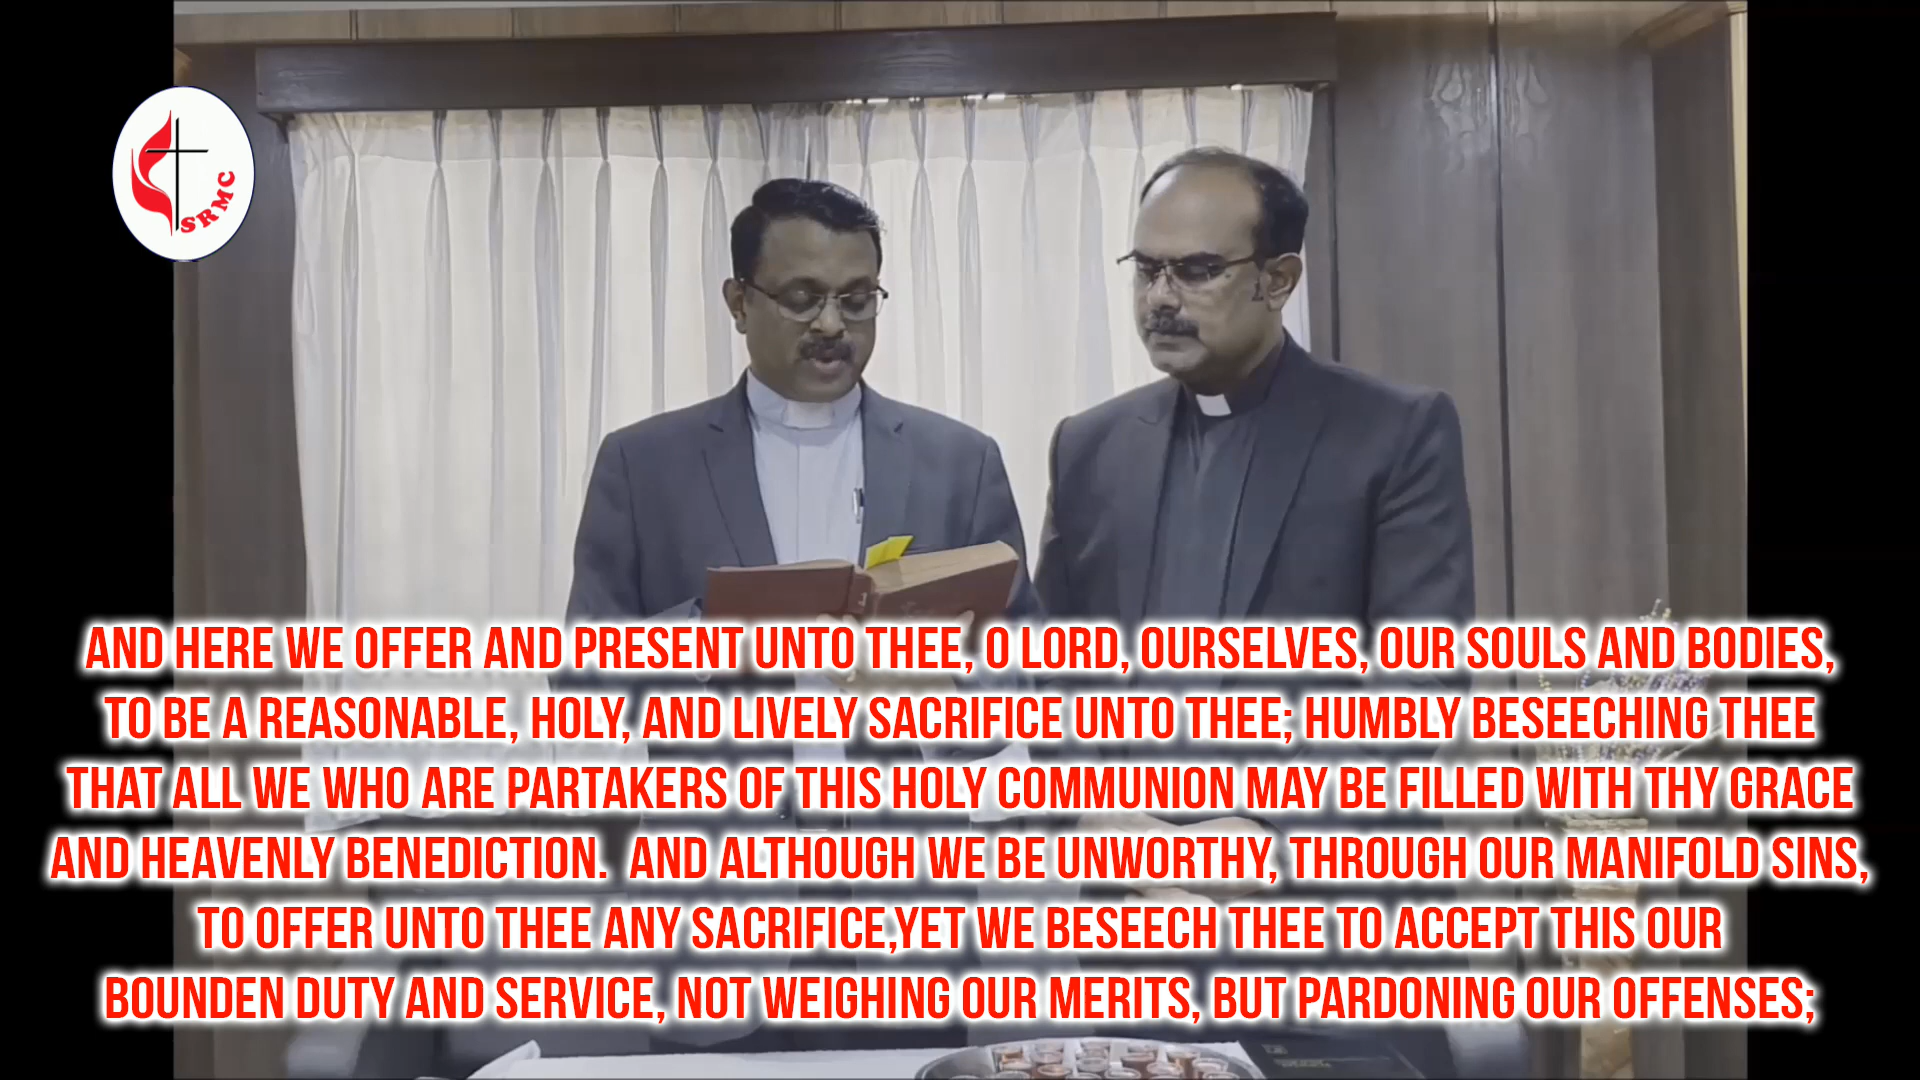 SRMC
AND HERE WE OFFER AND PRESENT UNTO THEE, O LORD, OURSELVES, OUR SOULS AND BODIES,
TO BE A REASONABLE, HOLY, AND LIVELY SACRIFICE UNTO THEE; HUMBLY BESEECHING THEE
THAT ALL WE WHO ARE PARTAKERS OF THIS HOLY COMMUNION MAY BE FILLED WITH THY GRACE
AND HEAVENLY BENEDICTION. AND ALTHOUGH WE BE UNWORTHY, THROUGH OUR MANIFOLD SINS,
TO OFFER UNTO THEE ANY SACRIFICE,YET WE BESEECH THEE TO ACCEPT THIS OUR
BOUNDEN DUTY AND SERVICE, NOT WEIGHING OUR MERITS, BUT PARDONING OUR OFFENSES;